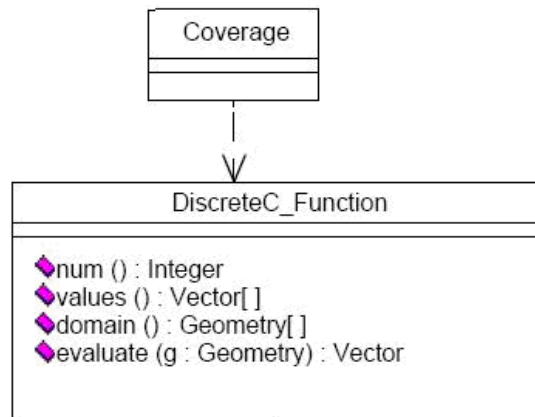 Coverage
DiscreteC_Function
num () : Integer
values () : Vector[ ]
domain () : Geometry[ ]
evaluate (g : Geometry) : Vector